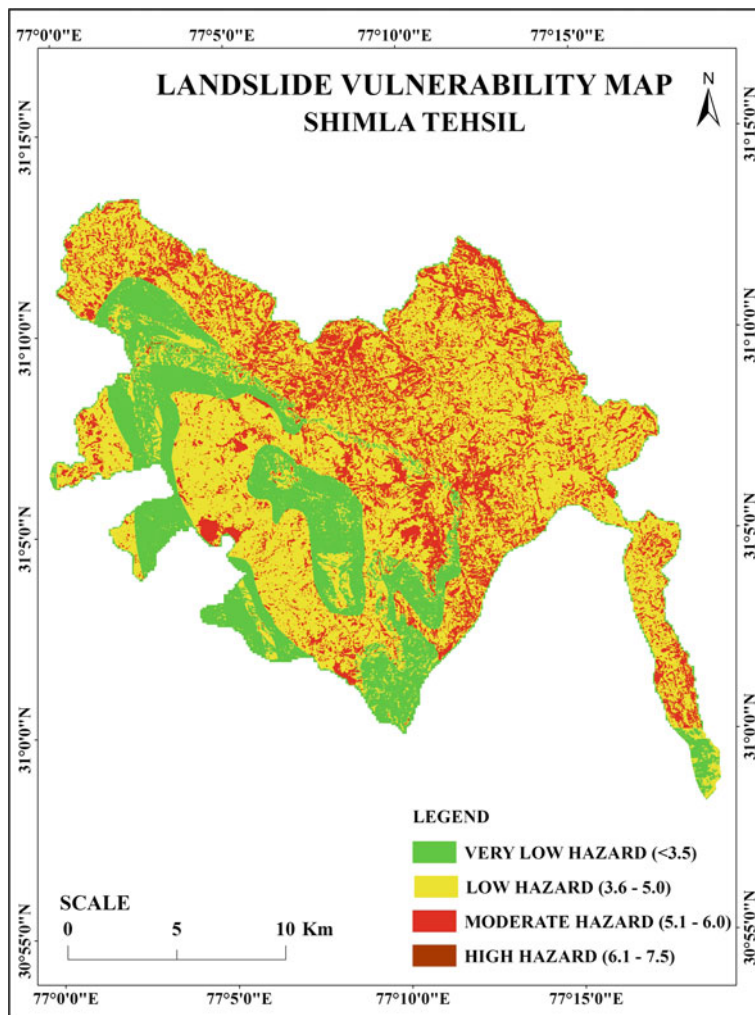 77°0'0"E 77°5'0"E 77°10'0"E 77°15'0"E
LANDSLIDE VULNERABILITY MAP
SHIMLA TEHSIL
N
31°15'0"N 31°15'0"N
31°10'0"N 31°10'0"N
31°5'0"N 31°5'0"N
31°0'0"N 31°0'0"N
30°55'0"N 30°55'0"N
LEGEND
VERY LOW HAZARD (<3.5)
LOW HAZARD (3.6 - 5.0)
MODERATE HAZARD (5.1 - 6.0)
HIGH HAZARD (6.1 - 7.5)
SCALE
0 5 10 Km
77°0'0"E 77°5'0"E 77°10'0"E 77°15'0"E